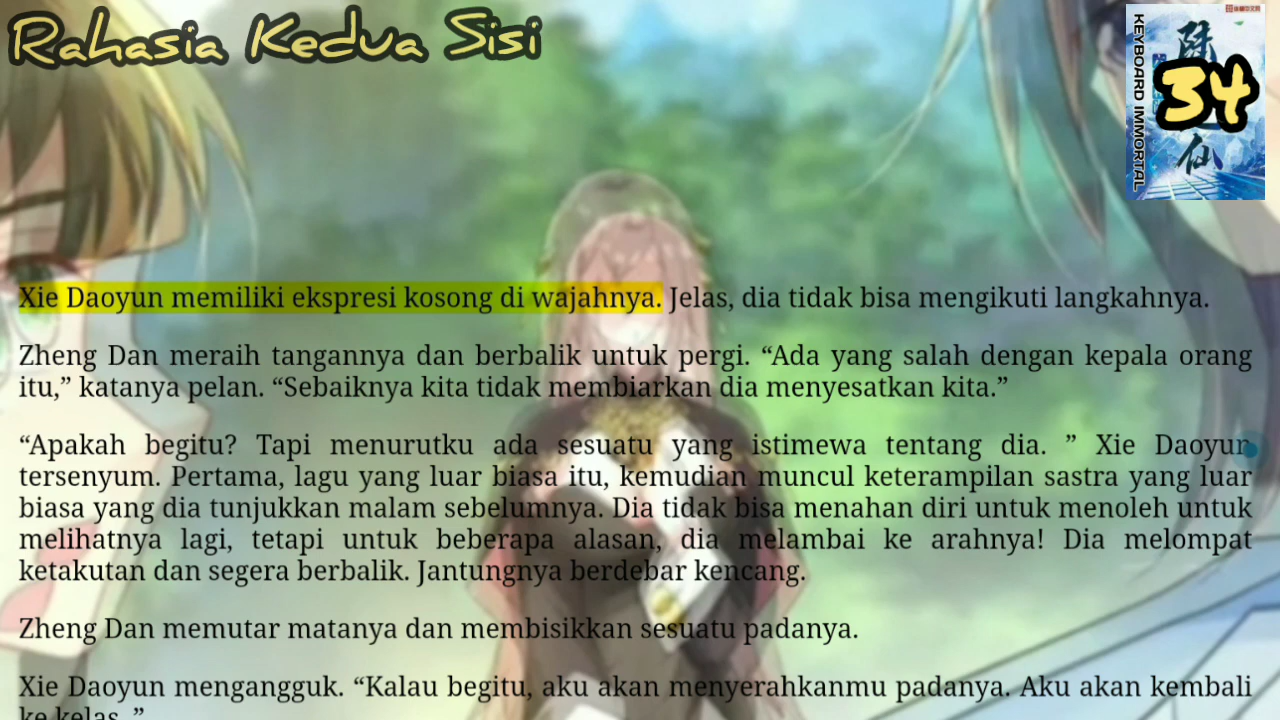 Rahasia Kedua Sisi
34
KEYBOARD IMMORTAL
Xie Daoyun memiliki ekspresi kosong di wajahnya. Jelas, dia tidak bisa mengikuti langkahnya.
Zheng Dan meraih tangannya dan berbalik untuk pergi. “Ada yang salah dengan kepala orang
itu,” katanya pelan. “Sebaiknya kita tidak membiarkan dia menyesatkan kita.”
“Apakah begitu? Tapi menurutku ada sesuatu yang istimewa tentang dia. ” Xie Daoyun
tersenyum. Pertama, lagu yang luar biasa itu, kemudian muncul keterampilan sastra yang luar
biasa yang dia tunjukkan malam sebelumnya. Dia tidak bisa menahan diri untuk menoleh untuk
melihatnya lagi, tetapi untuk beberapa alasan, dia melambai ke arahnya! Dia melompat
ketakutan dan segera berbalik. Jantungnya berdebar kencang.
Zheng Dan memutar matanya dan membisikkan sesuatu padanya.
Xie Daoyun mengangguk. “Kalau begitu, aku akan menyerahkanmu padanya. Aku akan kembali
ke kelas. ”